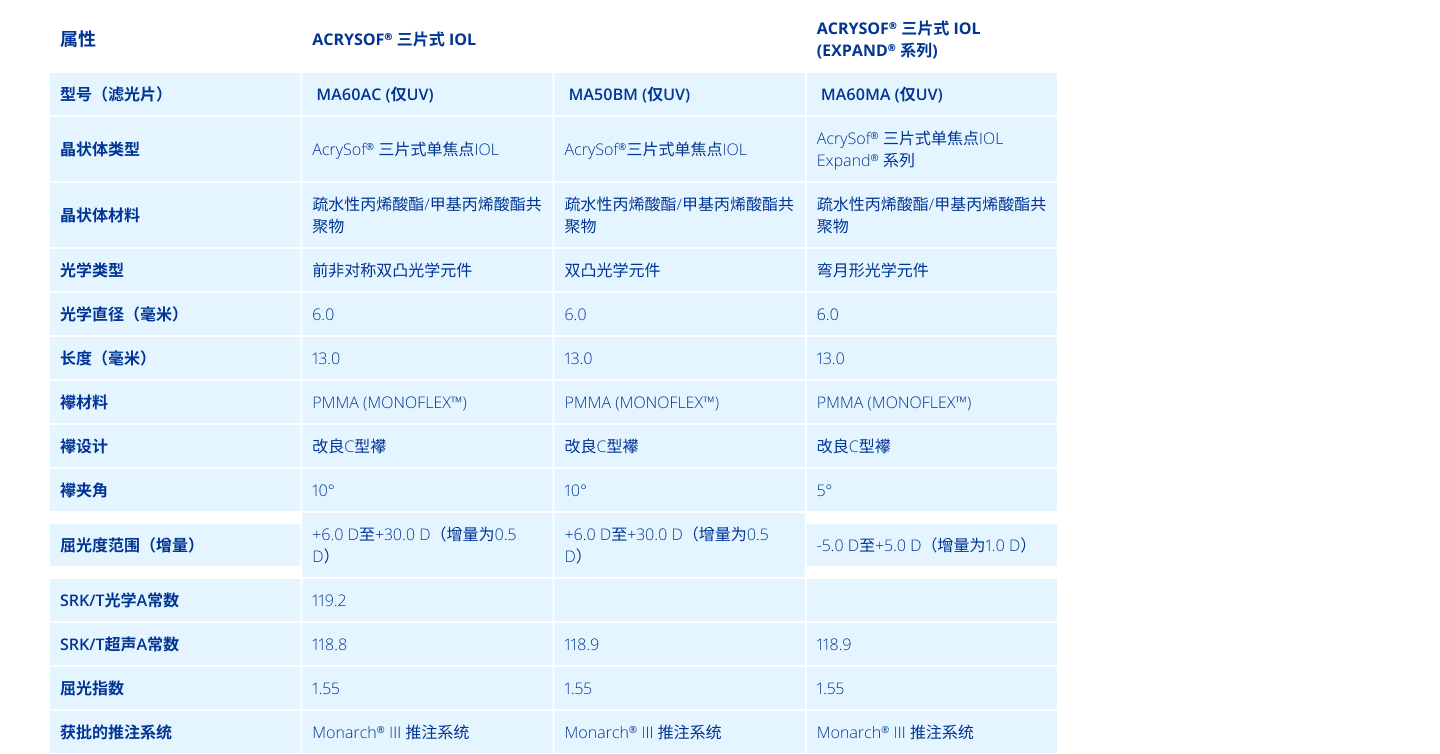 属性
ACRYSOF® 三片式 IOL
ACRYSOF® 三片式 IOL
(EXPAND® 系列)
型号（滤光片）
MA60AC (仅UV)
MA50BM (仅UV)
MA60MA (仅UV)
晶状体类型
AcrySof® 三片式单焦点IOL
AcrySof®三片式单焦点IOL
AcrySof® 三片式单焦点IOL
Expand® 系列
晶状体材料
疏水性丙烯酸酯/甲基丙烯酸酯共
聚物
疏水性丙烯酸酯/甲基丙烯酸酯共
聚物
疏水性丙烯酸酯/甲基丙烯酸酯共
聚物
光学类型
前非对称双凸光学元件
双凸光学元件
弯月形光学元件
光学直径（毫米）
6.0
6.0
6.0
长度（毫米）
13.0
13.0
13.0
襻材料
PMMA (MONOFLEX™)
PMMA (MONOFLEX™)
PMMA (MONOFLEX™)
襻设计
改良C型襻
改良C型襻
改良C型襻
襻夹角
10°
10°
5°
屈光度范围（增量）
+6.0 D至+30.0 D（增量为0.5
D）
+6.0 D至+30.0 D（增量为0.5
D）
-5.0 D至+5.0 D（增量为1.0 D）
SRK/T光学A常数
119.2
SRK/T超声A常数
118.8
118.9
118.9
屈光指数
1.55
1.55
1.55
获批的推注系统
Monarch® III 推注系统
Monarch® III 推注系统
Monarch® III 推注系统